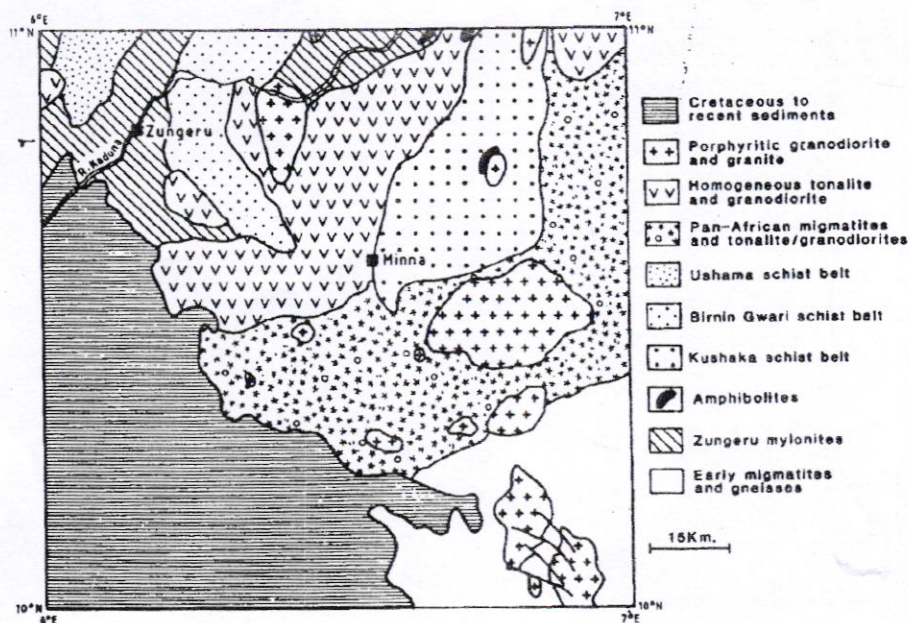 6°E
7°E
11°N
11°N
Zungeru
R. Kaduna
Minna
10°N
10°N
6°E
7°E
Cretaceous to
recent sediments
Porphyritic granodiorite
and granite
Homogeneous tonalite
and granodiorite
Pan-African migmatites
and tonalite/granodiorites
Ushama schist belt
Birnin Gwari schist belt
Kushaka schist belt
Amphibolites
Zungeru mylonites
Early migmatites
and gneisses
15Km.